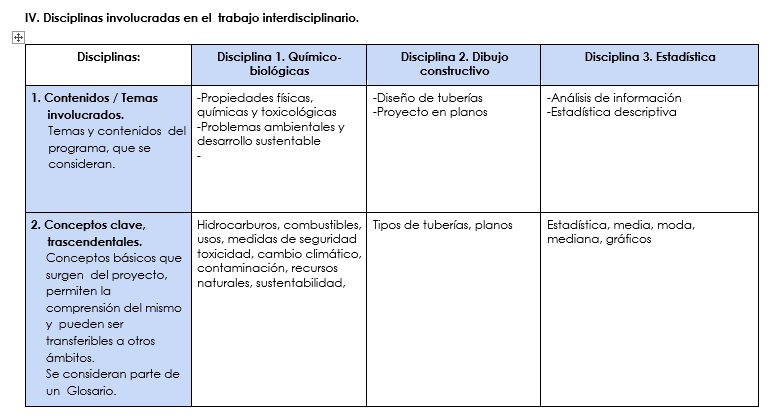 IV. Disciplinas involucradas en el trabajo interdisciplinario.
Disciplinas:
Disciplina 1. Químico-
biológicas
Disciplina 2. Dibujo
constructivo
Disciplina 3. Estadística
1. Contenidos / Temas
involucrados.
Temas y contenidos del
programa, que se
consideran.
-Propiedades físicas,
químicas y toxicológicas
-Problemas ambientales y
desarrollo sustentable
-
-Diseño de tuberías
-Proyecto en planos
-Análisis de información
-Estadística descriptiva
2. Conceptos clave,
trascendentales.
Conceptos básicos que
surgen del proyecto,
permiten la
comprensión del mismo
y pueden ser
transferibles a otros
ámbitos.
Se consideran parte de
un Glosario.
Hidrocarburos, combustibles,
usos, medidas de seguridad
toxicidad, cambio climático,
contaminación, recursos
naturales, sustentabilidad,
Tipos de tuberías, planos
Estadística, media, moda,
mediana, gráficos